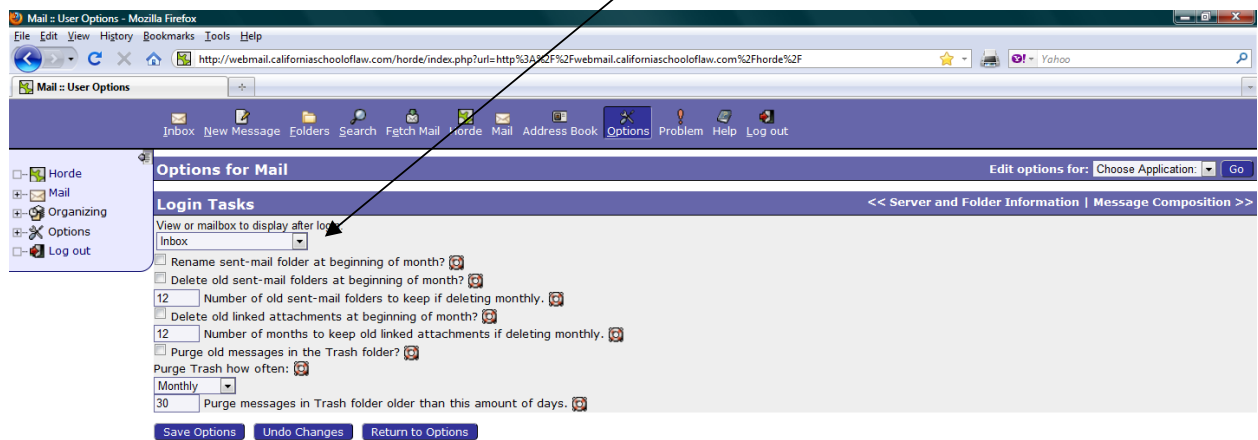 Mail :: User Options - Mozilla Firefox
File Edit View History Bookmarks Tools Help
http://webmail.californiaschooloflaw.com/horde/index.php?url=http%3A%2F%2Fwebmail.californiaschooloflaw.com%2Fhorde%2F
Yahoo
Mail :: User Options
Inbox New Message Folders Search Fetch Mail Horde Mail Address Book Options Problem Help Log out
Horde
Mail
Organizing
Options
Log out
Options for Mail Edit options for: Choose Application: Go
Login Tasks << Server and Folder Information | Message Composition >>
View or mailbox to display after login:
Inbox
Rename sent-mail folder at beginning of month?
Delete old sent-mail folders at beginning of month?
12 Number of old sent-mail folders to keep if deleting monthly.
Delete old linked attachments at beginning of month?
12 Number of months to keep old linked attachments if deleting monthly.
Purge old messages in the Trash folder?
Purge Trash how often:
Monthly
30 Purge messages in Trash folder older than this amount of days.
Save Options Undo Changes Return to Options